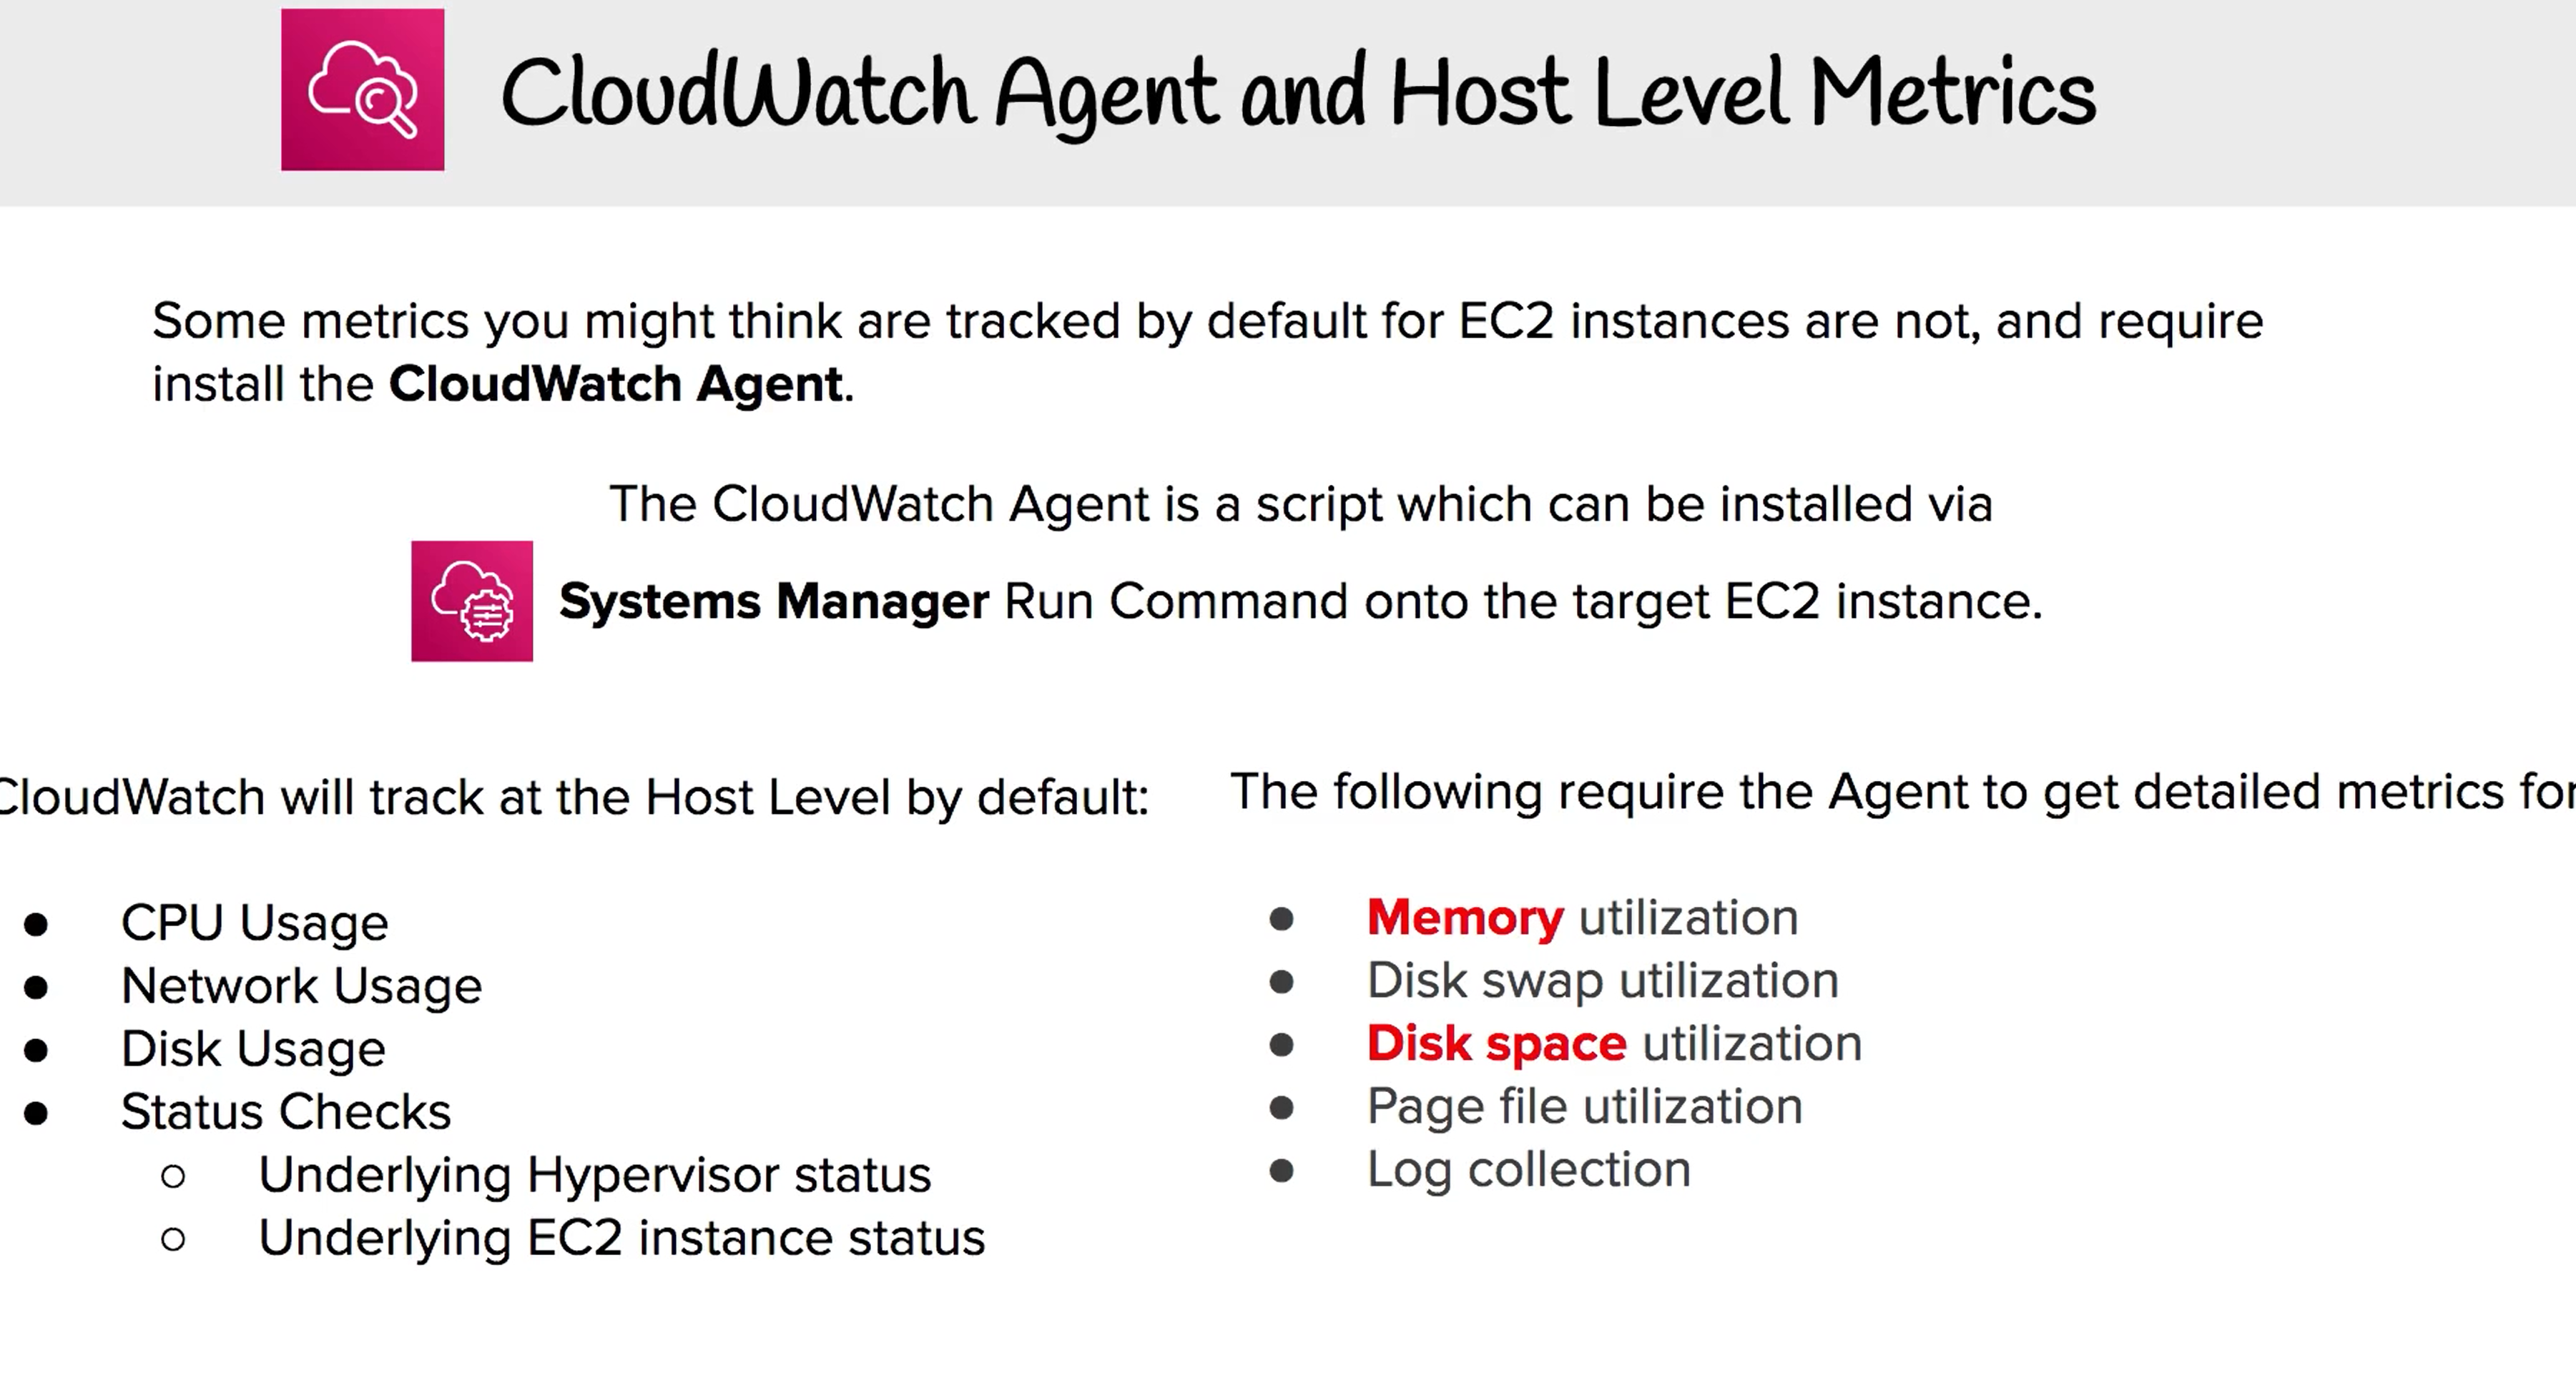 CloudWatch Agent and Host Level Metrics
Some metrics you might think are tracked by default for EC2 instances are not, and require
install the CloudWatch Agent.
The CloudWatch Agent is a script which can be installed via
Systems Manager Run Command onto the target EC2 instance.
CloudWatch will track at the Host Level by default:
● CPU Usage
● Network Usage
● Disk Usage
● Status Checks
○ Underlying Hypervisor status
○ Underlying EC2 instance status
The following require the Agent to get detailed metrics for
● Memory utilization
● Disk swap utilization
● Disk space utilization
● Page file utilization
● Log collection